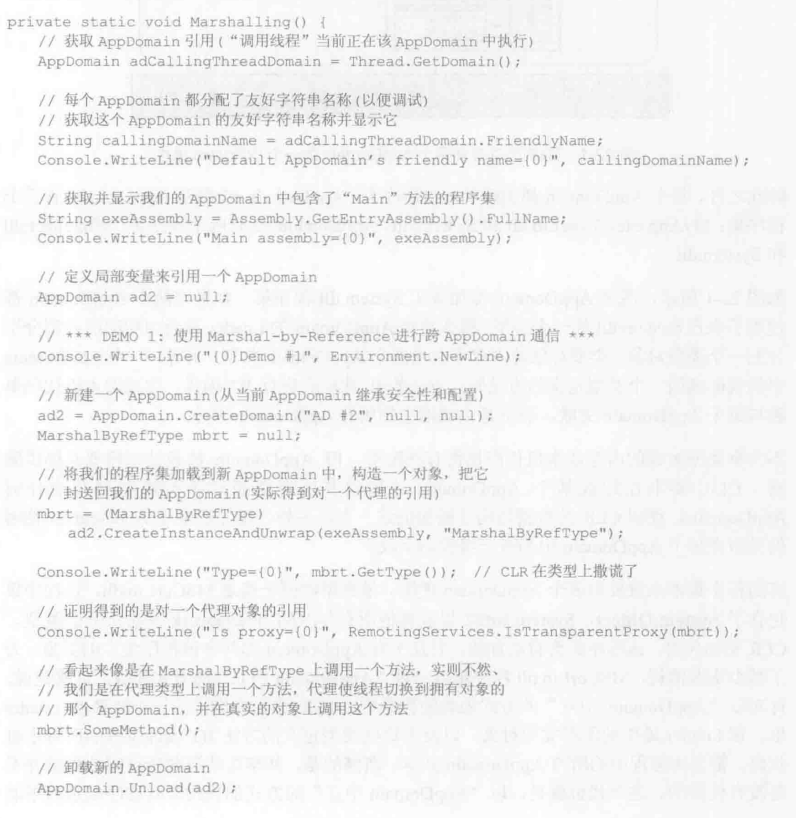 private static void Marshalling() {
// 获取 AppDomain 引用(“调用线程”当前正在该 AppDomain 中执行)
AppDomain adCallingThreadDomain = Thread.GetDomain();
// 每个 AppDomain 都分配了友好字符串名称(以便调试)
// 获取这个 AppDomain 的友好字符串名称并显示它
String callingDomainName = adCallingThreadDomain.FriendlyName;
Console.WriteLine("Default AppDomain's friendly name={0}", callingDomainName);
// 获取并显示我们的 AppDomain 中包含了“Main”方法的程序集
String exeAssembly = Assembly.GetEntryAssembly().FullName;
Console.WriteLine("Main assembly={0}", exeAssembly);
// 定义局部变量来引用一个 AppDomain
AppDomain ad2 = null;
// *** DEMO 1: 使用 Marshal-by-Reference 进行跨 AppDomain 通信 ***
Console.WriteLine("{0}Demo #1", Environment.NewLine);
// 新建一个 AppDomain(从当前 AppDomain 继承安全性和配置)
ad2 = AppDomain.CreateDomain("AD #2", null, null);
MarshalByRefType mbrt = null;
// 将我们的程序集加载到新 AppDomain 中，构造一个对象，把它
// 封送回我们的 AppDomain(实际得到对一个代理的引用)
mbrt = (MarshalByRefType)
ad2.CreateInstanceAndUnwrap(exeAssembly, "MarshalByRefType");
Console.WriteLine("Type={0}", mbrt.GetType()); // CLR 在类型上撒谎了
// 证明得到的是对一个代理对象的引用
Console.WriteLine("Is proxy={0}", RemotingServices.IsTransparentProxy(mbrt));
// 看起来像是在 MarshalByRefType 上调用一个方法，实则不然，
// 我们是在代理类型上调用一个方法，代理使线程切换到拥有对象的
// 那个 AppDomain，并在真实的对象上调用这个方法
mbrt.SomeMethod();
// 卸载新的 AppDomain
AppDomain.Unload(ad2);